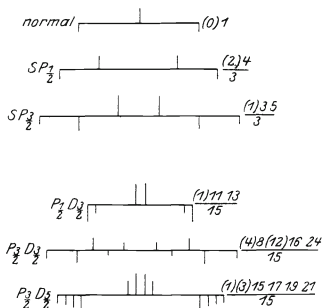 normal (0)1
SP1/2 (2)4/3
SP3/2 (1)35/3
P1/2 D3/2 (1)11 13/15
P3/2 D3/2 (4)8(12)16 24/15
P3/2 D5/2 (1)(3)15 17 19 21/15